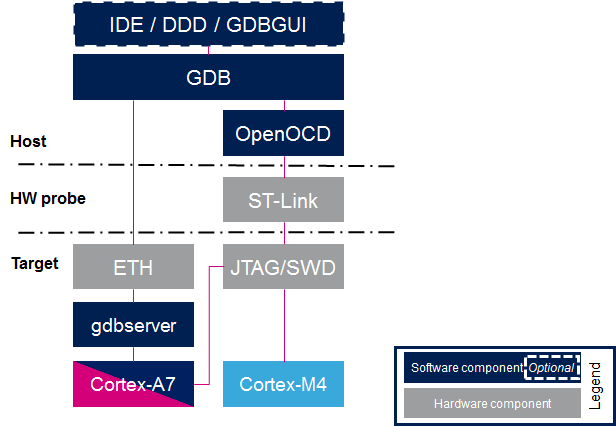 IDE / DDD / GDBGUI
GDB
OpenOCD
Host
HW probe
ST-Link
Target
ETH
JTAG/SWD
gdbserver
Cortex-A7
Cortex-M4
Software component Optional
Hardware component
Legend